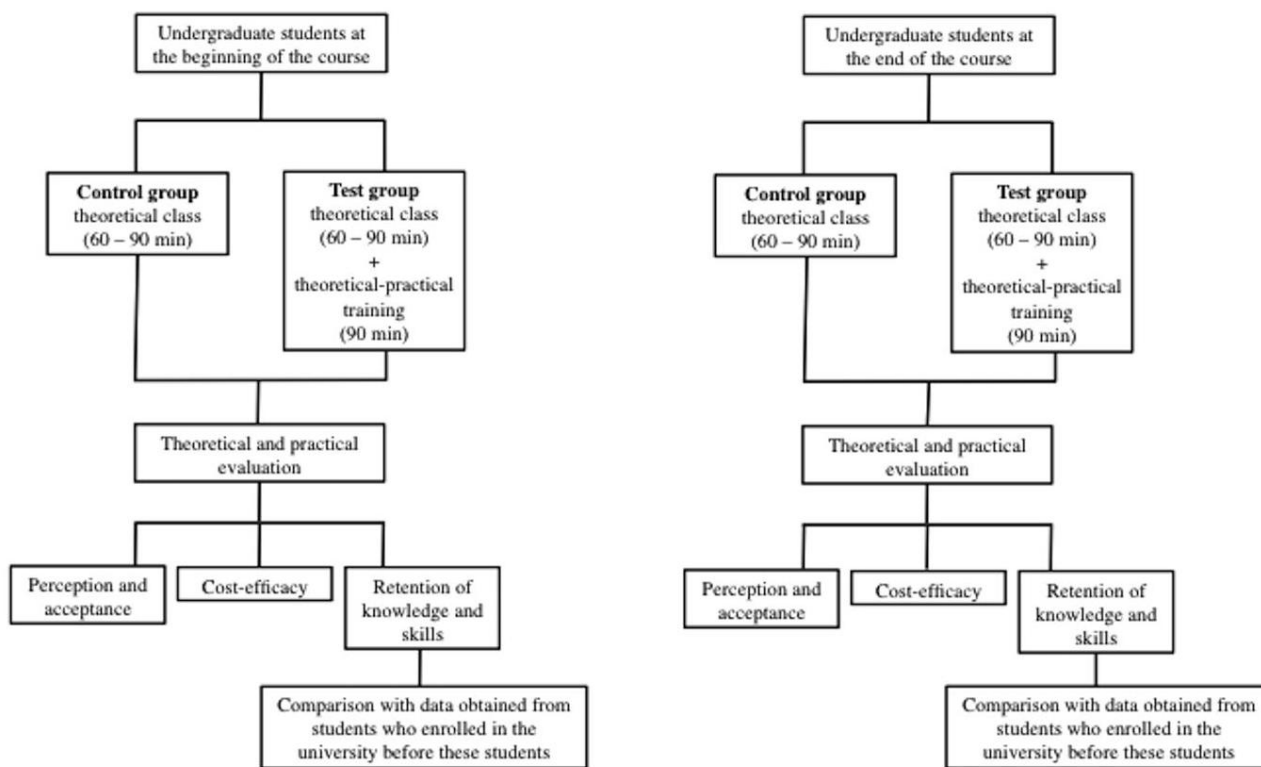 Undergraduate students at
the beginning of the course
Control group
theoretical class
(60 – 90 min)
Test group
theoretical class
(60 – 90 min)
+
theoretical-practical
training
(90 min)
Theoretical and practical
evaluation
Perception and
acceptance
Cost-efficacy
Retention of
knowledge and
skills
Comparison with data obtained from
students who enrolled in the
university before these students
Undergraduate students at
the end of the course
Control group
theoretical class
(60 – 90 min)
Test group
theoretical class
(60 – 90 min)
+
theoretical-practical
training
(90 min)
Theoretical and practical
evaluation
Perception and
acceptance
Cost-efficacy
Retention of
knowledge and
skills
Comparison with data obtained from
students who enrolled in the
university before these students